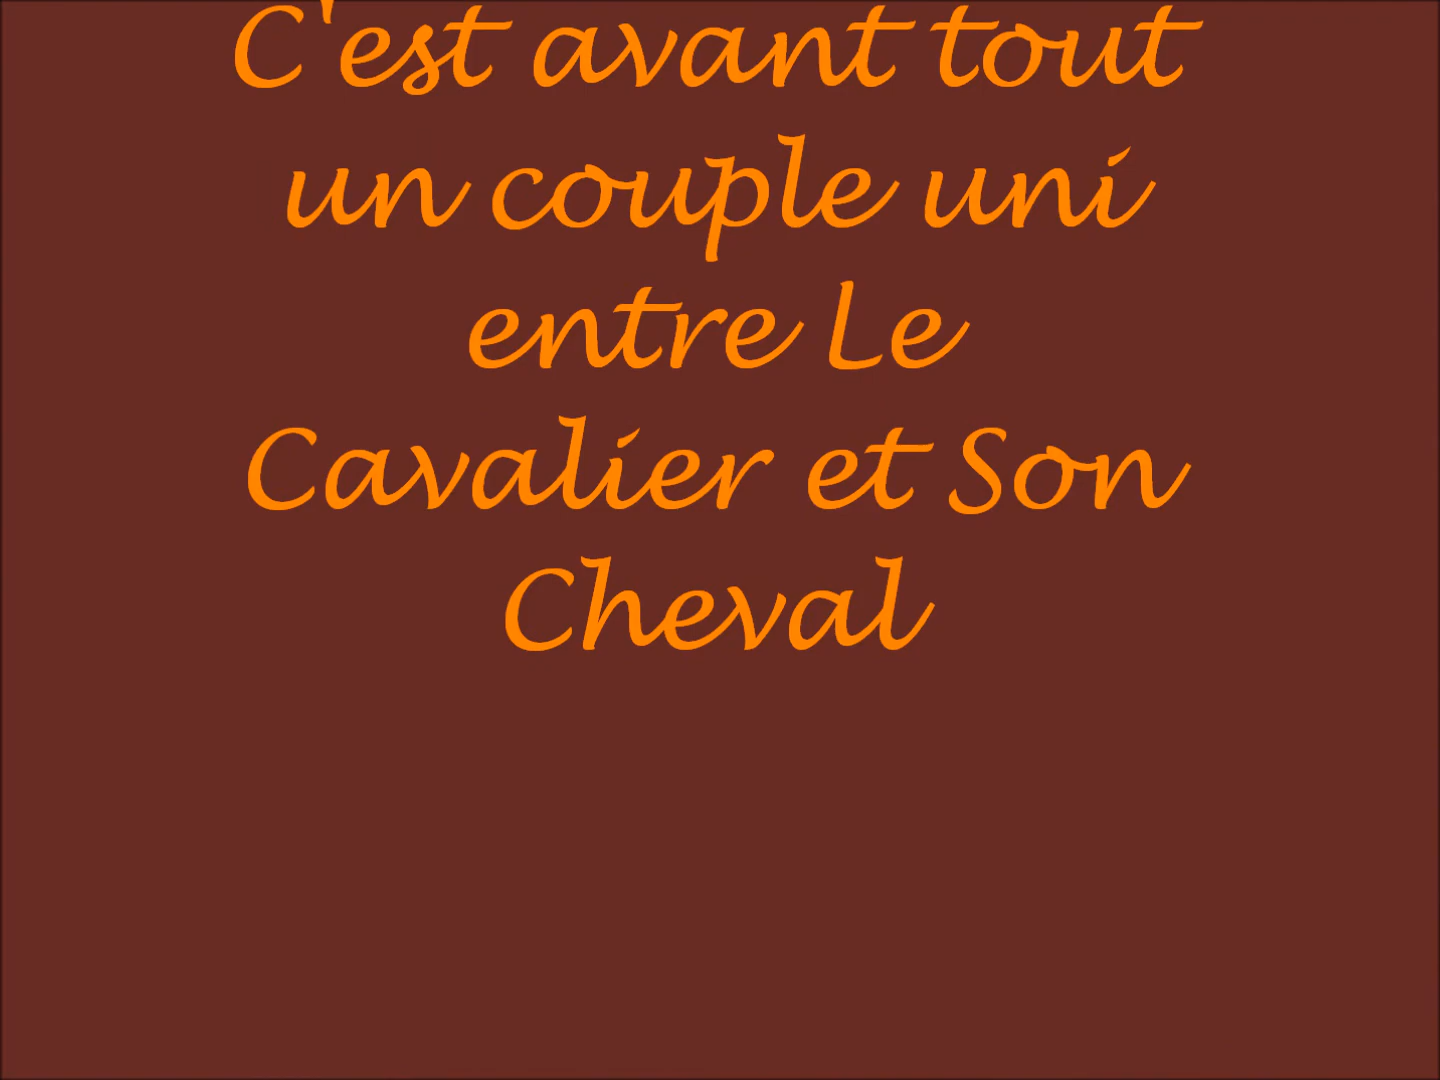 C'est avant tout
un couple uni
entre Le
Cavalier et Son
Cheval